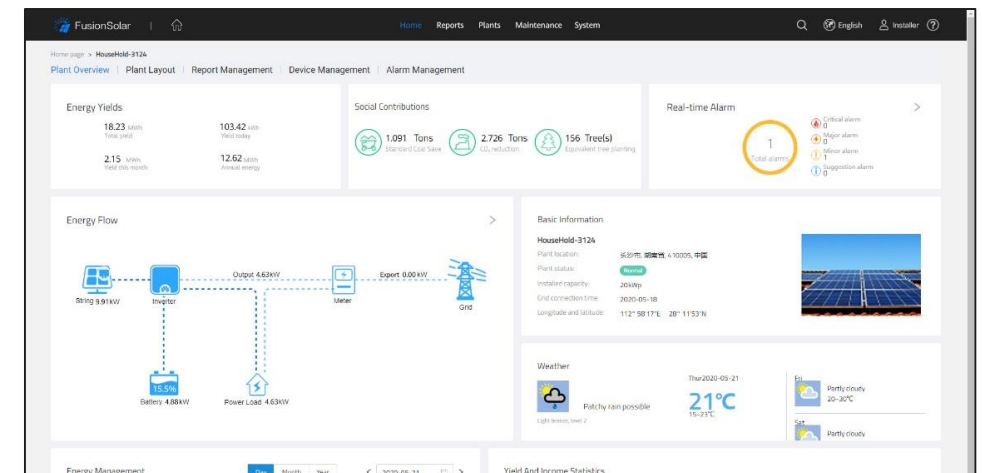 FusionSolar
Home Reports Plants Maintenance System
English Installer
Home page > HouseHold-3124
Plant Overview | Plant Layout | Report Management | Device Management | Alarm Management
Energy Yields
18.23 MWh
Total yield
103.42 kWh
Yield today
2.15 MWh
Yield this month
12.62 MWh
Annual energy
Social Contributions
1.091 Tons
Standard Coal Save
2.726 Tons
CO₂ reduction
156 Tree(s)
Equivalent tree planting
Real-time Alarm
1
Total alarms
Critical alarm
0
Major alarm
0
Minor alarm
1
Suggestion alarm
0
Energy Flow
Output 4.63kW
Export 0.00 kW
String 9.91 kW
Inverter
Meter
Grid
15.5%
Battery 4.88kW
Power Load 4.63kW
Basic Information
HouseHold-3124
Plant location: 长沙市, 湖南省, 410005, 中国
Plant status: Normal
Installed capacity: 20kWp
Grid connection time: 2020-05-18
Longitude and latitude: 112° 58'17"E 28° 11'53"N
Weather
Patchy rain possible
Light breeze, level 2
Thur2020-05-21
21℃
15~23℃
Fri
Partly cloudy
20~30℃
Sat
Partly cloudy
Energy Management
Day Month Year
Yield And Income Statistics